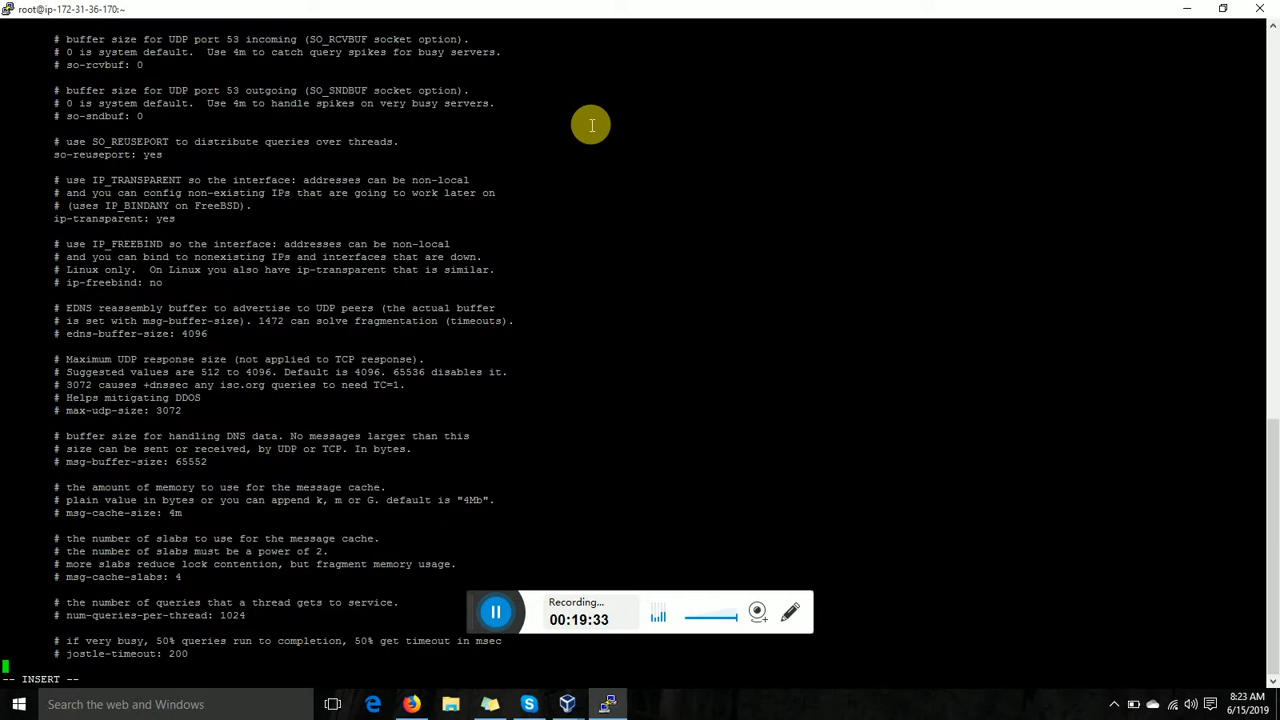 root@ip-172-31-36-170:~
# buffer size for UDP port 53 incoming (SO_RCVBUF socket option).
# 0 is system default.  Use 4m to catch query spikes for busy servers.
# so-rcvbuf: 0
# buffer size for UDP port 53 outgoing (SO_SNDBUF socket option).
# 0 is system default.  Use 4m to handle spikes on very busy servers.
# so-sndbuf: 0
# use SO_REUSEPORT to distribute queries over threads.
so-reuseport: yes
# use IP_TRANSPARENT so the interface: addresses can be non-local
# and you can config non-existing IPs that are going to work later on
# (uses IP_BINDANY on FreeBSD).
ip-transparent: yes
# use IP_FREEBIND so the interface: addresses can be non-local
# and you can bind to nonexisting IPs and interfaces that are down.
# Linux only.  On Linux you also have ip-transparent that is similar.
# ip-freebind: no
# EDNS reassembly buffer to advertise to UDP peers (the actual buffer
# is set with msg-buffer-size). 1472 can solve fragmentation (timeouts).
# edns-buffer-size: 4096
# Maximum UDP response size (not applied to TCP response).
# Suggested values are 512 to 4096. Default is 4096. 65536 disables it.
# 3072 causes +dnssec any isc.org queries to need TC=1.
# Helps mitigating DDOS
# max-udp-size: 3072
# buffer size for handling DNS data. No messages larger than this
# size can be sent or received, by UDP or TCP. In bytes.
# msg-buffer-size: 65552
# the amount of memory to use for the message cache.
# plain value in bytes or you can append k, m or G. default is "4Mb".
# msg-cache-size: 4m
# the number of slabs to use for the message cache.
# the number of slabs must be a power of 2.
# more slabs reduce lock contention, but fragment memory usage.
# msg-cache-slabs: 4
# the number of queries that a thread gets to service.
# num-queries-per-thread: 1024
# if very busy, 50% queries run to completion, 50% get timeout in msec
# jostle-timeout: 200
-- INSERT --
Recording...
00:19:33
Search the web and Windows
8:23 AM
6/15/2019